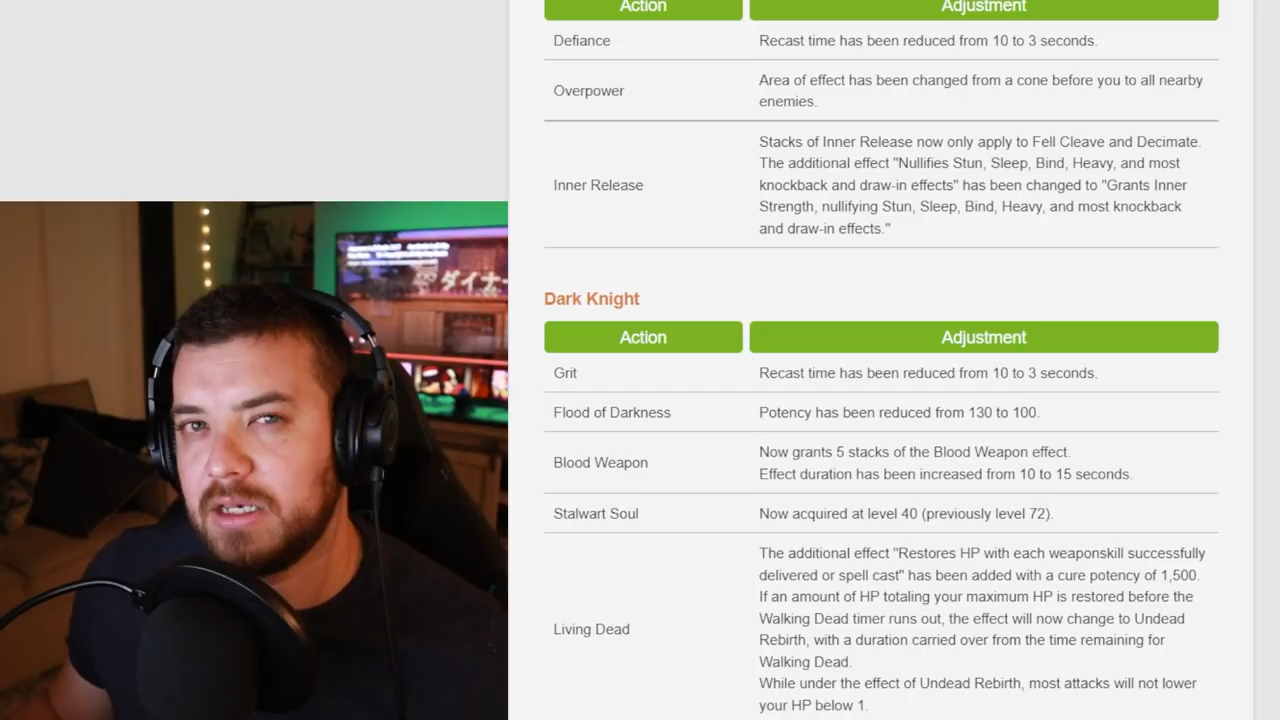 Action Adjustment
Defiance Recast time has been reduced from 10 to 3 seconds.
Overpower Area of effect has been changed from a cone before you to all nearby
enemies.
Inner Release Stacks of Inner Release now only apply to Fell Cleave and Decimate.
The additional effect "Nullifies Stun, Sleep, Bind, Heavy, and most
knockback and draw-in effects" has been changed to "Grants Inner
Strength, nullifying Stun, Sleep, Bind, Heavy, and most knockback
and draw-in effects."
Dark Knight
Action Adjustment
Grit Recast time has been reduced from 10 to 3 seconds.
Flood of Darkness Potency has been reduced from 130 to 100.
Blood Weapon Now grants 5 stacks of the Blood Weapon effect.
Effect duration has been increased from 10 to 15 seconds.
Stalwart Soul Now acquired at level 40 (previously level 72).
Living Dead The additional effect "Restores HP with each weaponskill successfully
delivered or spell cast" has been added with a cure potency of 1,500.
If an amount of HP totaling your maximum HP is restored before the
Walking Dead timer runs out, the effect will now change to Undead
Rebirth, with a duration carried over from the time remaining for
Walking Dead.
While under the effect of Undead Rebirth, most attacks will not lower
your HP below 1.
ダイナ